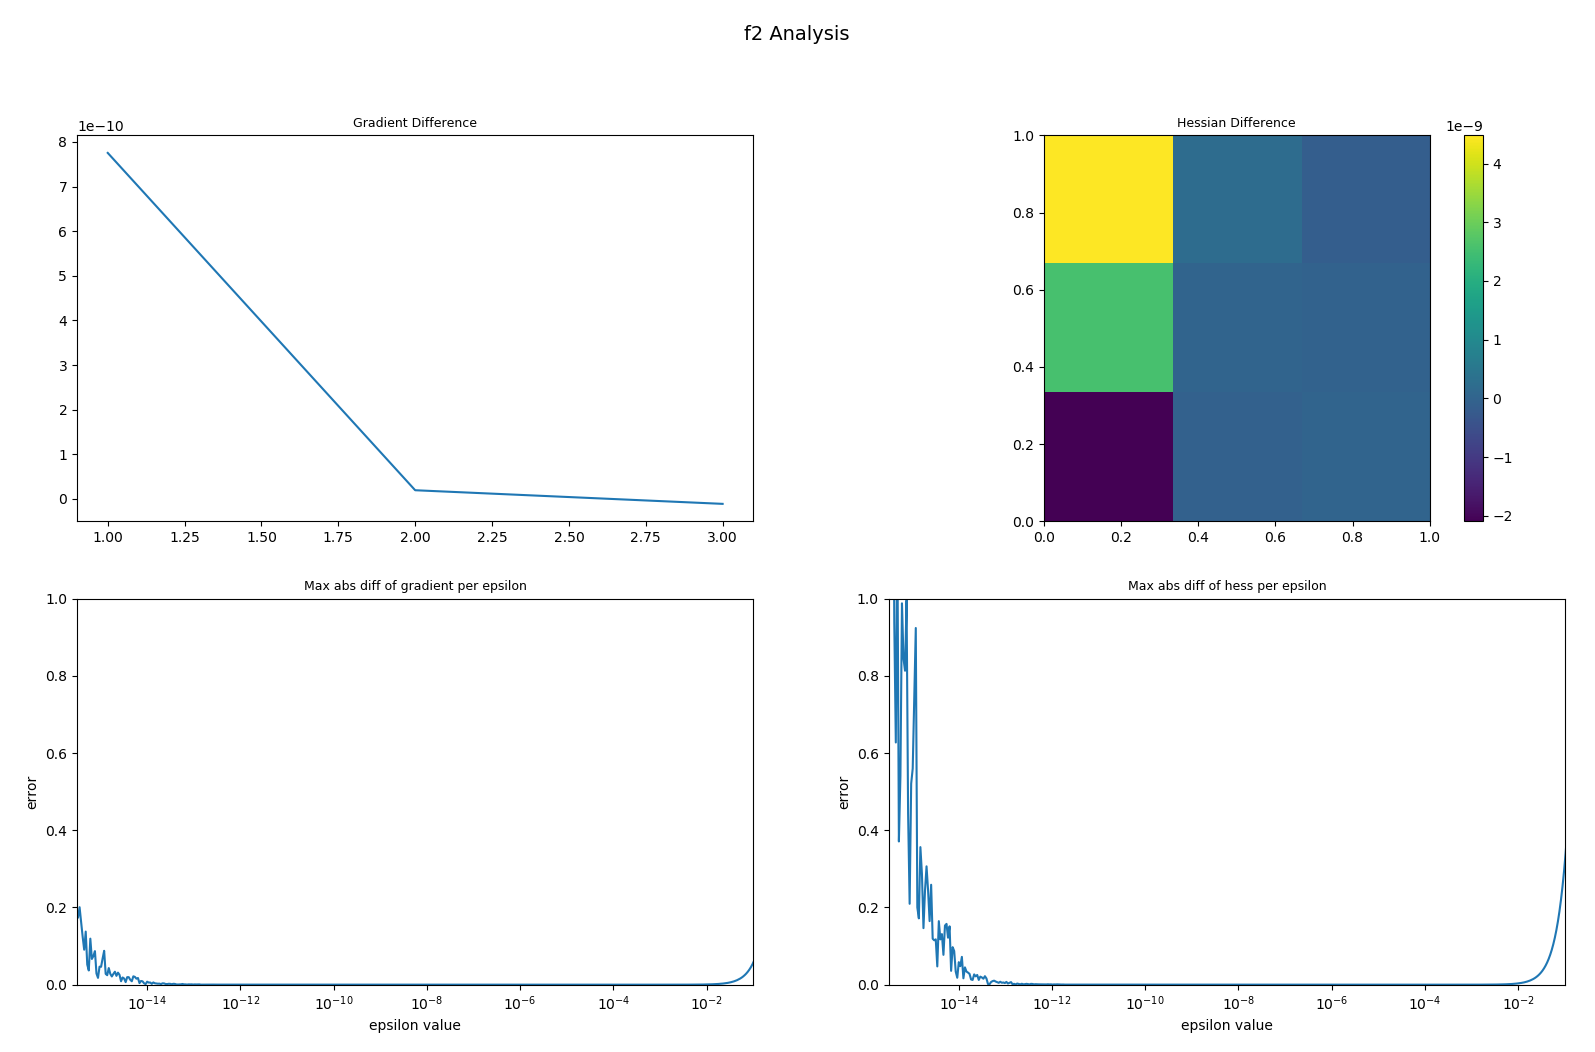 f2 Analysis
Gradient Difference
1e−10
8
7
6
5
4
3
2
1
0
1.00 1.25 1.50 1.75 2.00 2.25 2.50 2.75 3.00
Hessian Difference
1.0
0.8
0.6
0.4
0.2
0.0
0.0 0.2 0.4 0.6 0.8 1.0
1e−9
4
3
2
1
0
−1
−2
Max abs diff of gradient per epsilon
error
1.0
0.8
0.6
0.4
0.2
0.0
10⁻¹⁴ 10⁻¹² 10⁻¹⁰ 10⁻⁸ 10⁻⁶ 10⁻⁴ 10⁻²
epsilon value
Max abs diff of hess per epsilon
error
1.0
0.8
0.6
0.4
0.2
0.0
10⁻¹⁴ 10⁻¹² 10⁻¹⁰ 10⁻⁸ 10⁻⁶ 10⁻⁴ 10⁻²
epsilon value